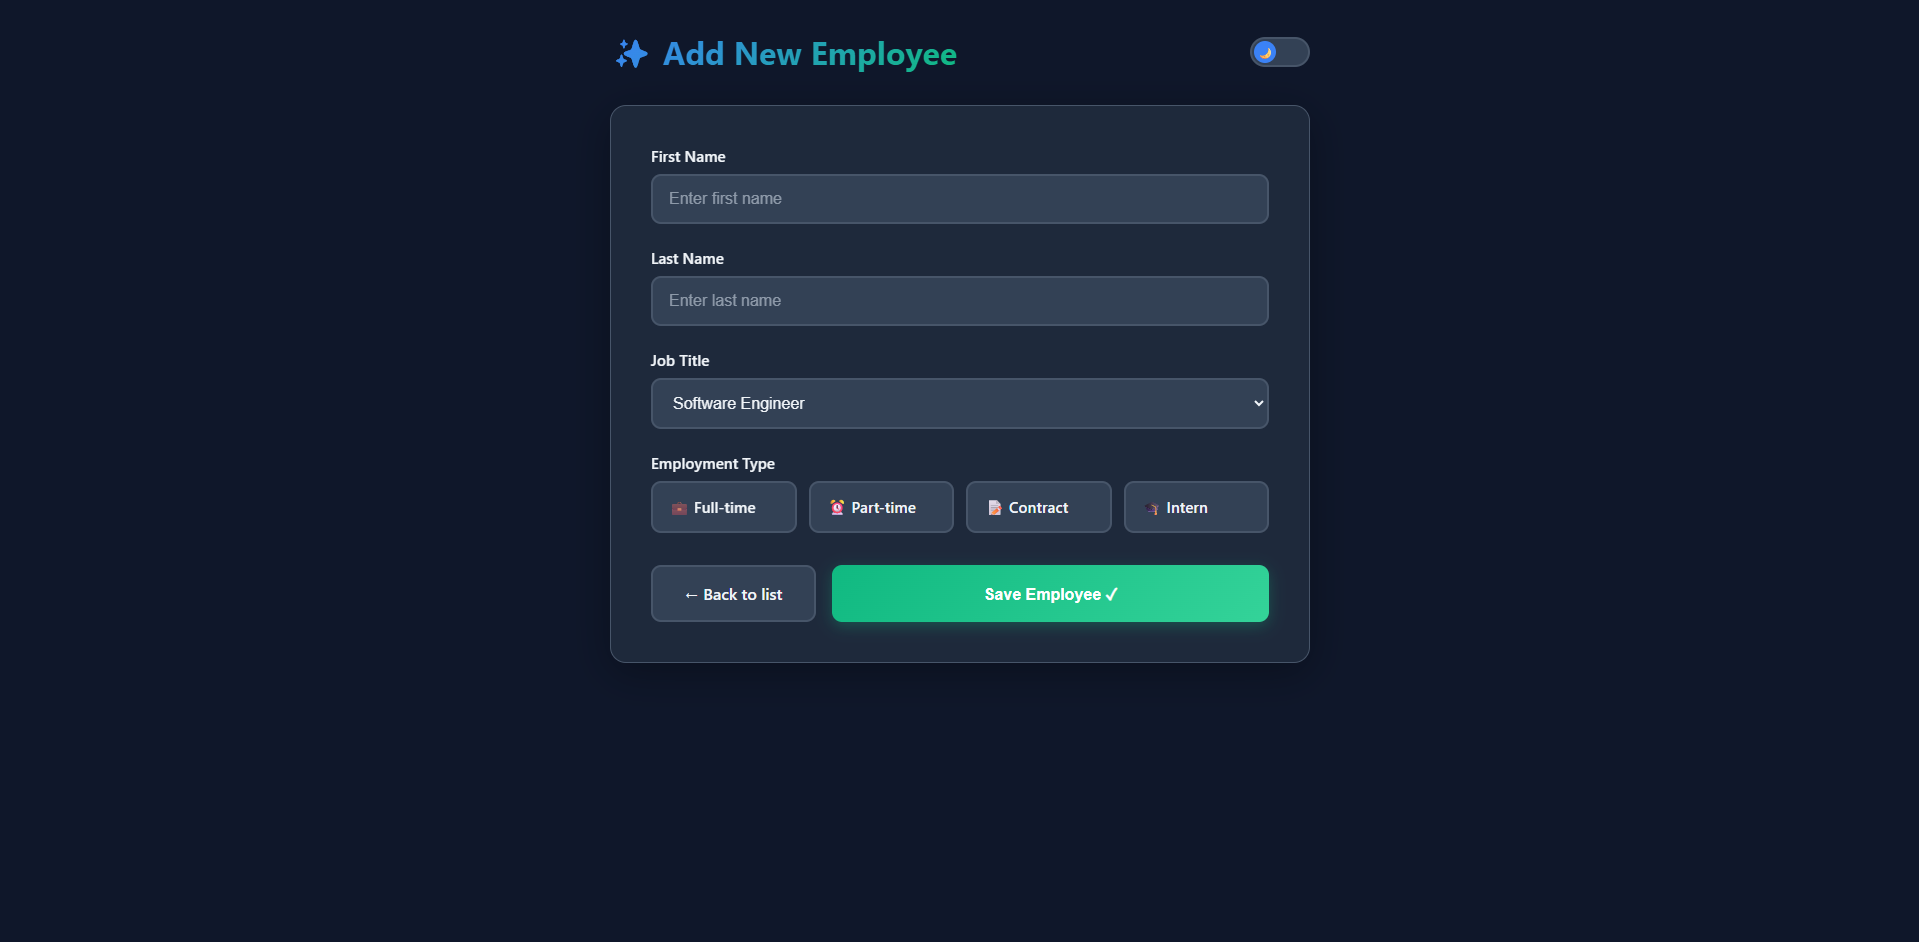 ✨ Add New Employee
First Name
Enter first name
Last Name
Enter last name
Job Title
Software Engineer
Employment Type
💼 Full-time
⏰ Part-time
📝 Contract
🎓 Intern
← Back to list
Save Employee ✓